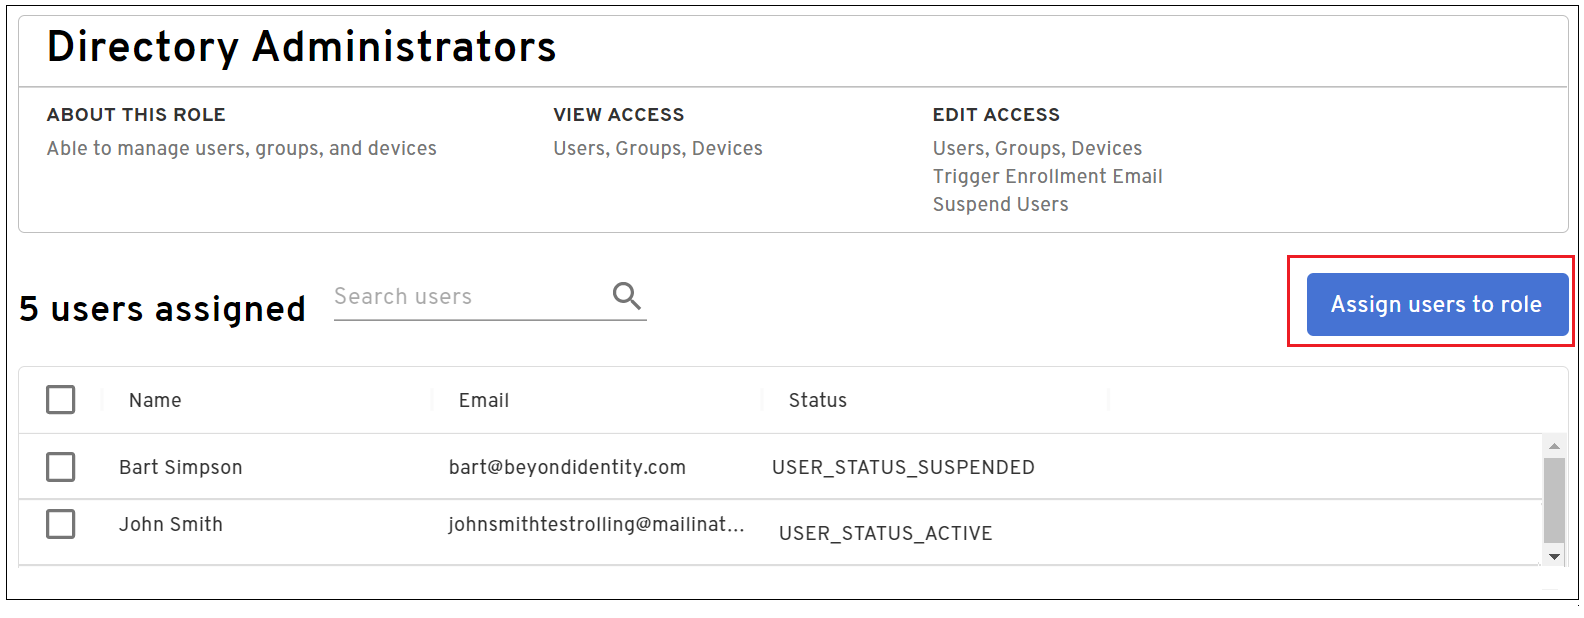 Directory Administrators
ABOUT THIS ROLE VIEW ACCESS EDIT ACCESS
Able to manage users, groups, and devices Users, Groups, Devices Users, Groups, Devices
Trigger Enrollment Email
Suspend Users
5 users assigned Search users Assign users to role
Name Email Status
Bart Simpson bart@beyondidentity.com USER_STATUS_SUSPENDED
John Smith johnsmithtestrolling@mailinat... USER_STATUS_ACTIVE